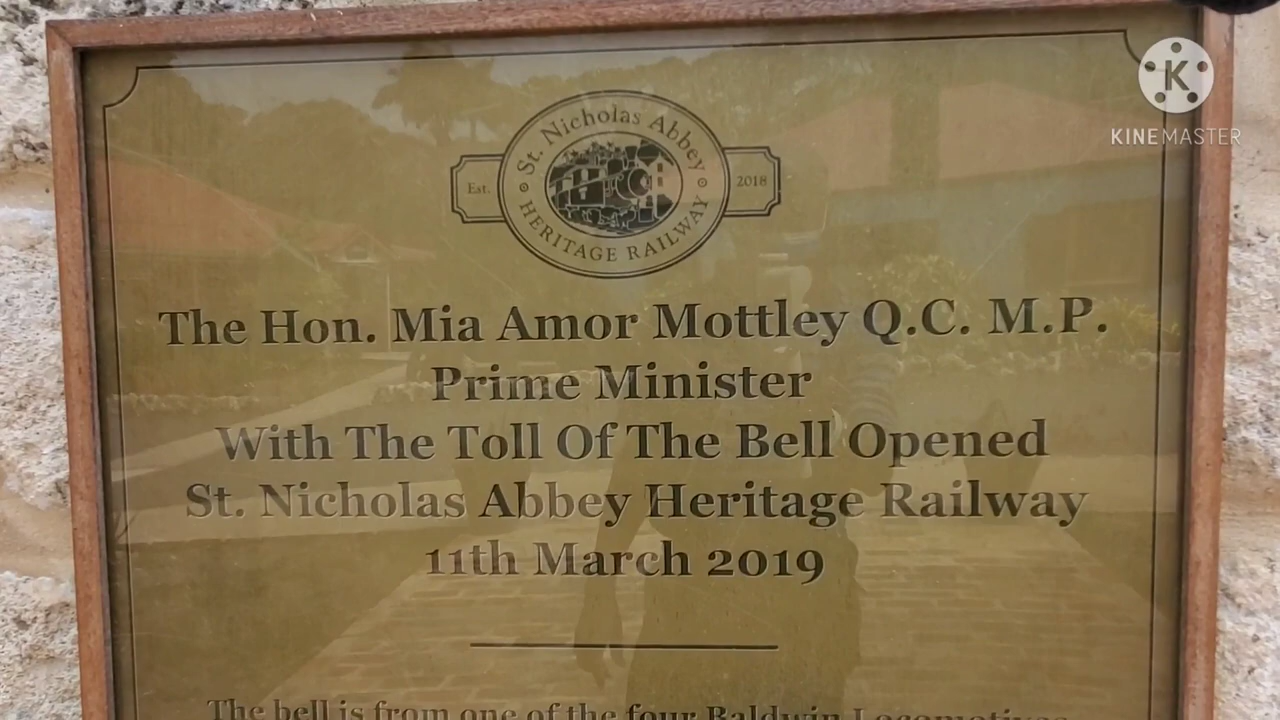 K
KINEMASTER
St. Nicholas Abbey
Est.
2018
HERITAGE RAILWAY
The Hon. Mia Amor Mottley Q.C. M.P.
Prime Minister
With The Toll Of The Bell Opened
St. Nicholas Abbey Heritage Railway
11th March 2019
The bell is from one of the four Baldwin Locomotives